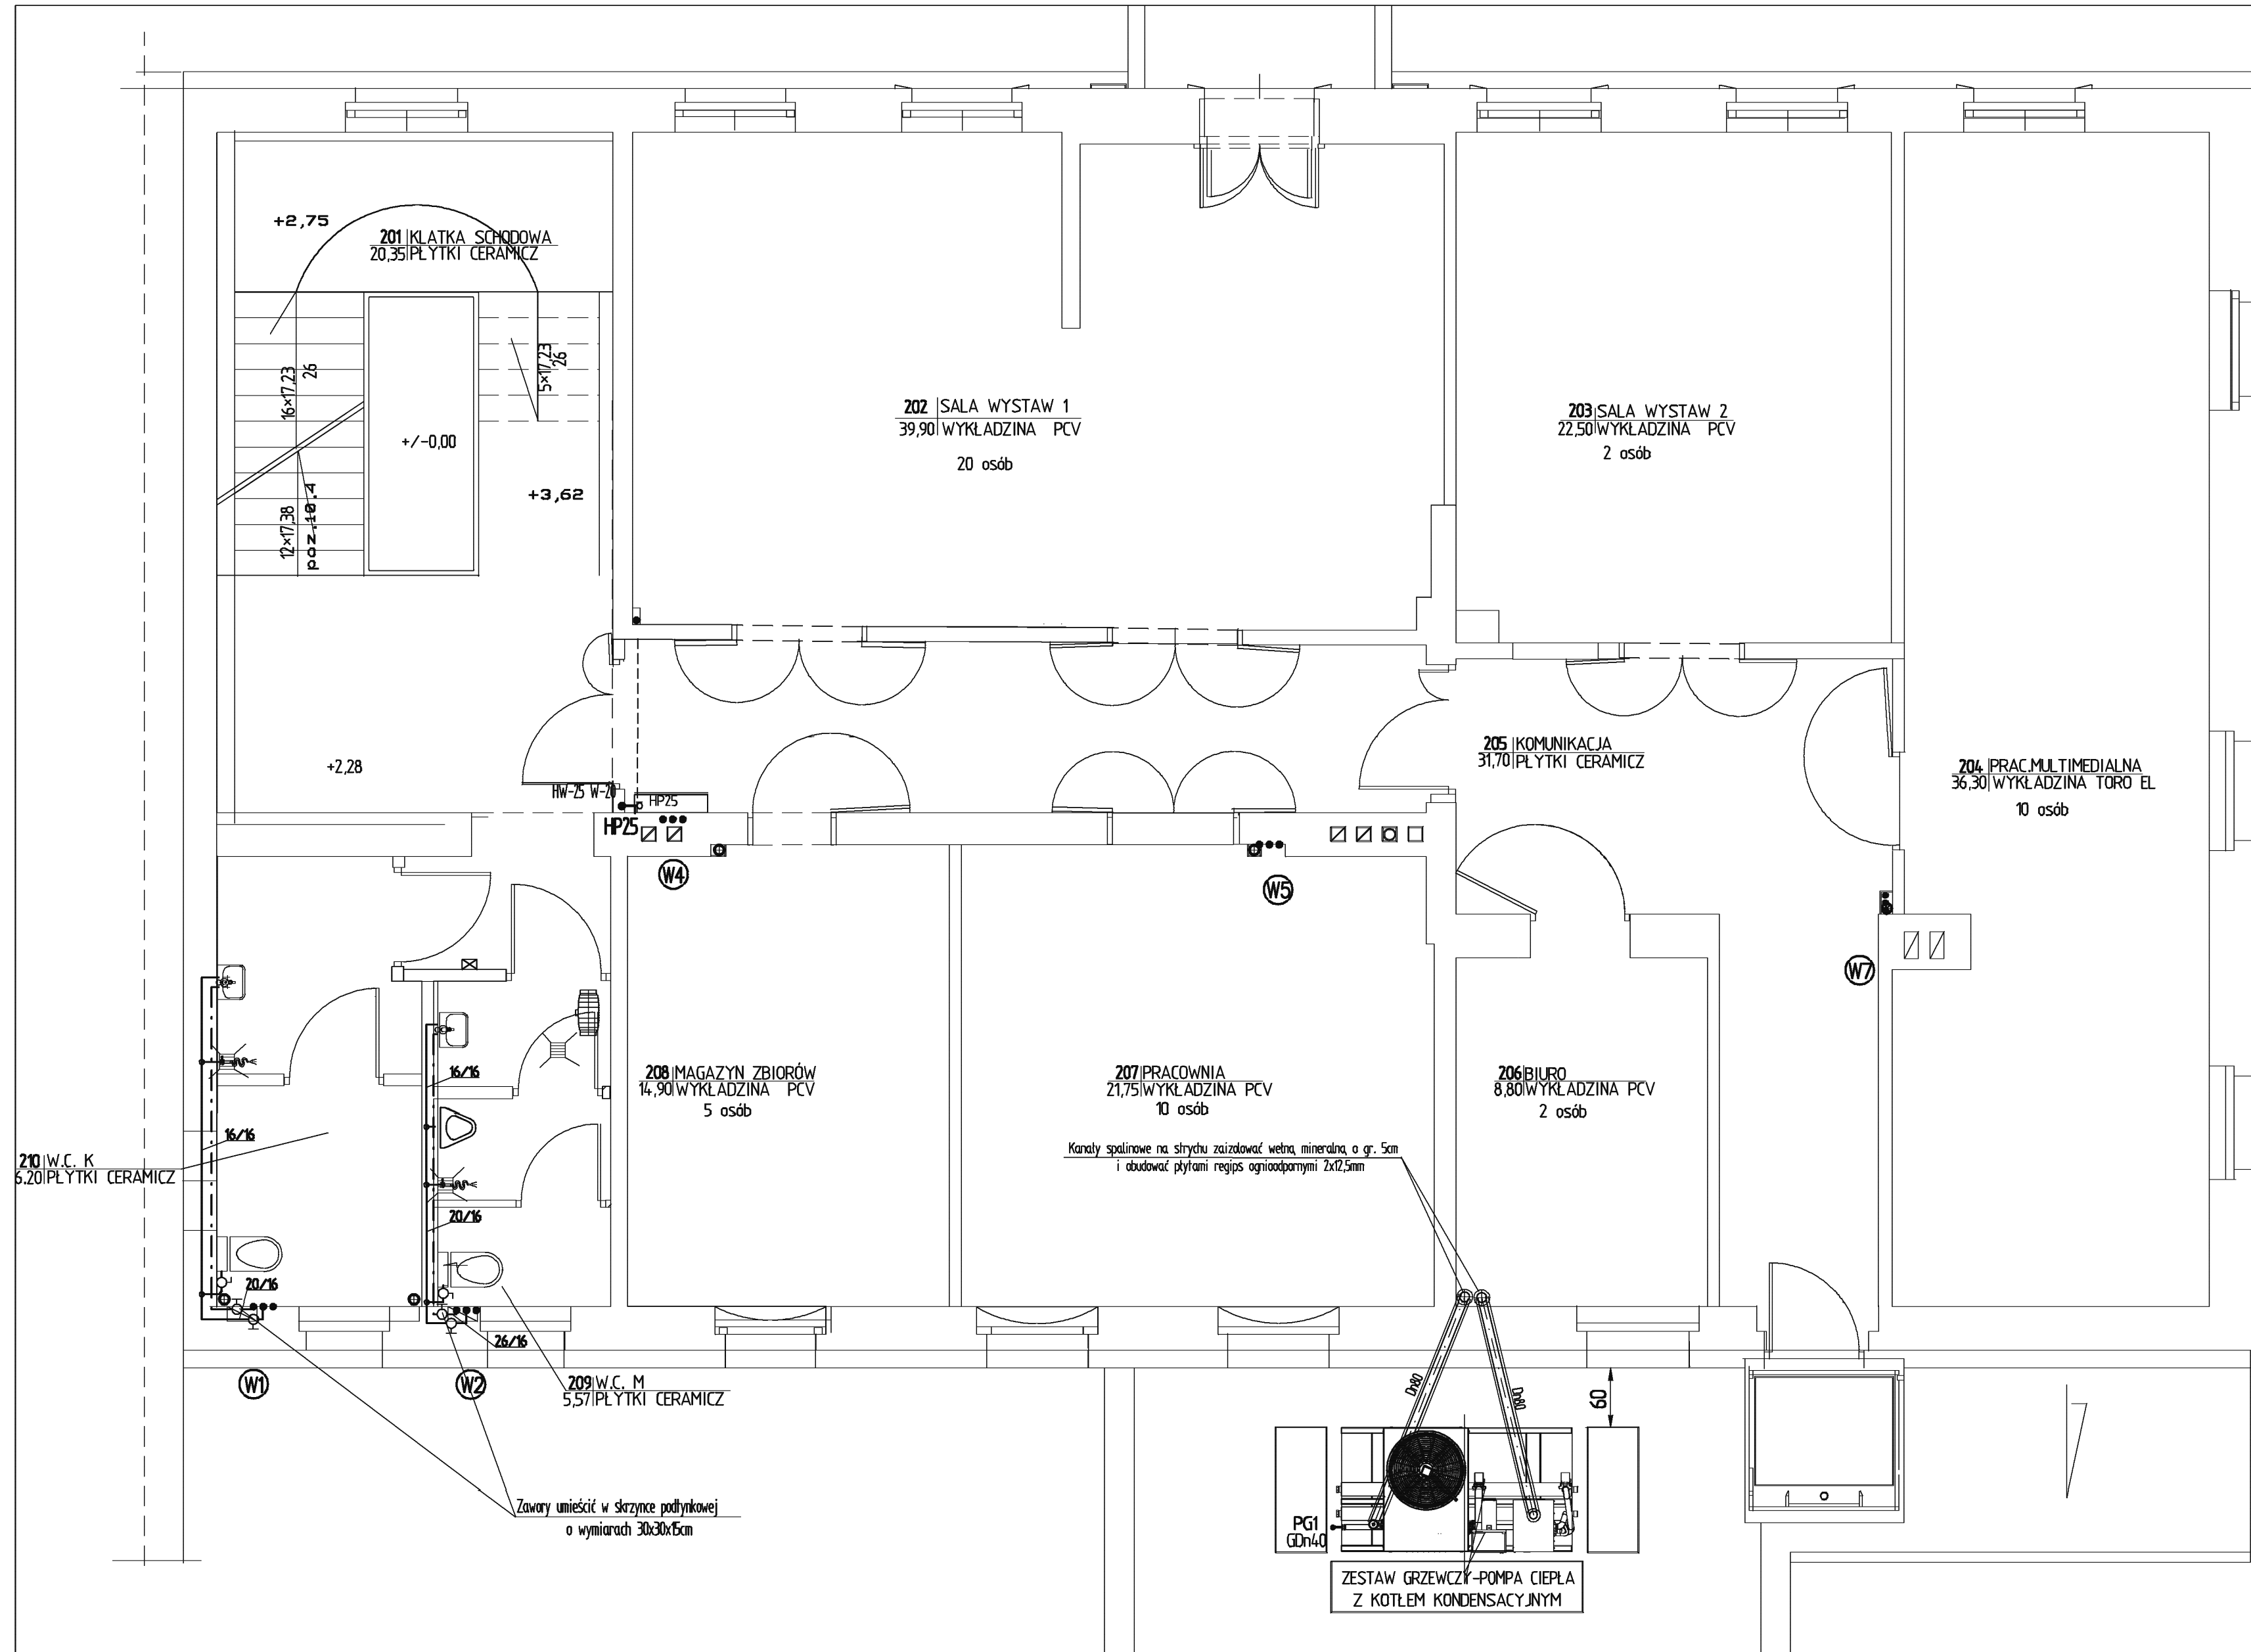 +2,75
201 KLATKA SCHODOWA
20,35 PŁYTKI CERAMICZ
16×17,23
26
5×17,23
26
+/-0,00
12×17,38
poz.10.4
+3,62
+2,28
202 SALA WYSTAW 1
39,90 WYKŁADZINA PCV
20 osób
203 SALA WYSTAW 2
22,50 WYKŁADZINA PCV
2 osób
205 KOMUNIKACJA
31,70 PŁYTKI CERAMICZ
204 PRAC.MULTIMEDIALNA
36,30 WYKŁADZINA TORO EL
10 osób
HW-25 W-20
HP25
HP25
W4
W5
W7
208 MAGAZYN ZBIORÓW
14,90 WYKŁADZINA PCV
5 osób
207 PRACOWNIA
21,75 WYKŁADZINA PCV
10 osób
206 BIURO
8,80 WYKŁADZINA PCV
2 osób
Kanały spalinowe na strychu zaizolować wełną mineralną o gr. 5cm
i obudować płytami regips ognioodpornymi 2x12,5mm
16/16
16/16
210 W.C. K
6.20 PŁYTKI CERAMICZ
20/16
20/16
26/16
W1
W2
209 W.C. M
5,57 PŁYTKI CERAMICZ
Zawory umieścić w skrzynce podtynkowej
o wymiarach 30x30x15cm
Dn80
Dn80
60
PG1
GDn40
ZESTAW GRZEWCZY-POMPA CIEPŁA
Z KOTŁEM KONDENSACYJNYM